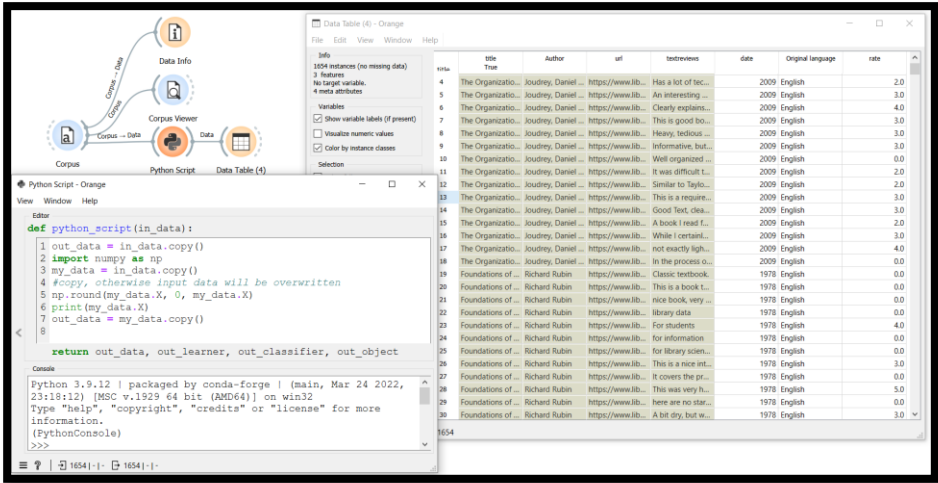 Data Info
Corpus → Data
Corpus
Corpus Viewer
Corpus → Data
Data
Corpus
Python Script
Data Table (4)
Data Table (4) - Orange
File Edit View Window Help
Info
1654 instances (no missing data)
3 features
No target variable.
4 meta attributes
Variables
Show variable labels (if present)
Visualize numeric values
Color by instance classes
Selection
title Author url textreviews date Original language rate
True
4 The Organizatio... Joudrey, Daniel ... https://www.lib... Has a lot of tec... 2009 English 2.0
5 The Organizatio... Joudrey, Daniel ... https://www.lib... An interesting ... 2009 English 3.0
6 The Organizatio... Joudrey, Daniel ... https://www.lib... Clearly explains... 2009 English 4.0
7 The Organizatio... Joudrey, Daniel ... https://www.lib... This is good bo... 2009 English 3.0
8 The Organizatio... Joudrey, Daniel ... https://www.lib... Heavy, tedious ... 2009 English 3.0
9 The Organizatio... Joudrey, Daniel ... https://www.lib... Informative, but... 2009 English 3.0
10 The Organizatio... Joudrey, Daniel ... https://www.lib... Well organized ... 2009 English 0.0
11 The Organizatio... Joudrey, Daniel ... https://www.lib... It was difficult t... 2009 English 2.0
12 The Organizatio... Joudrey, Daniel ... https://www.lib... Similar to Taylo... 2009 English 2.0
13 The Organizatio... Joudrey, Daniel ... https://www.lib... This is a require... 2009 English 3.0
14 The Organizatio... Joudrey, Daniel ... https://www.lib... Good Text, clea... 2009 English 3.0
15 The Organizatio... Joudrey, Daniel ... https://www.lib... A book I read f... 2009 English 2.0
16 The Organizatio... Joudrey, Daniel ... https://www.lib... While I certainl... 2009 English 3.0
17 The Organizatio... Joudrey, Daniel ... https://www.lib... not exactly ligh... 2009 English 4.0
18 The Organizatio... Joudrey, Daniel ... https://www.lib... In the process o... 2009 English 0.0
19 Foundations of ... Richard Rubin https://www.lib... Classic textbook. 1978 English 0.0
20 Foundations of ... Richard Rubin https://www.lib... This is a book t... 1978 English 0.0
21 Foundations of ... Richard Rubin https://www.lib... nice book, very ... 1978 English 0.0
22 Foundations of ... Richard Rubin https://www.lib... library data 1978 English 0.0
23 Foundations of ... Richard Rubin https://www.lib... For students 1978 English 4.0
24 Foundations of ... Richard Rubin https://www.lib... for information 1978 English 0.0
25 Foundations of ... Richard Rubin https://www.lib... for library scien... 1978 English 0.0
26 Foundations of ... Richard Rubin https://www.lib... This is a nice int... 1978 English 3.0
27 Foundations of ... Richard Rubin https://www.lib... It covers the pr... 1978 English 0.0
28 Foundations of ... Richard Rubin https://www.lib... This was very h... 1978 English 5.0
29 Foundations of ... Richard Rubin https://www.lib... here are no star... 1978 English 0.0
30 Foundations of ... Richard Rubin https://www.lib... A bit dry, but w... 1978 English 3.0
1654
Python Script - Orange
View Window Help
Editor
def python_script(in_data):
1 out_data = in_data.copy()
2 import numpy as np
3 my_data = in_data.copy()
4 #copy, otherwise input data will be overwritten
5 np.round(my_data.X, 0, my_data.X)
6 print(my_data.X)
7 out_data = my_data.copy()
8
return out_data, out_learner, out_classifier, out_object
Console
Python 3.9.12 | packaged by conda-forge | (main, Mar 24 2022,
23:18:12) [MSC v.1929 64 bit (AMD64)] on win32
Type "help", "copyright", "credits" or "license" for more
information.
(PythonConsole)
>>>
1654 | - | - 1654 | - | -